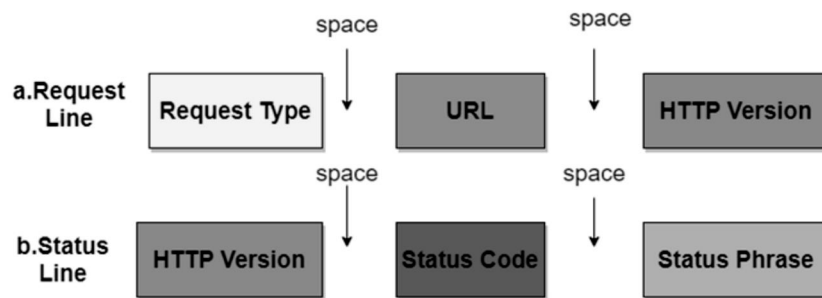 space space
a.Request
Line
Request Type URL HTTP Version
space space
b.Status
Line
HTTP Version Status Code Status Phrase